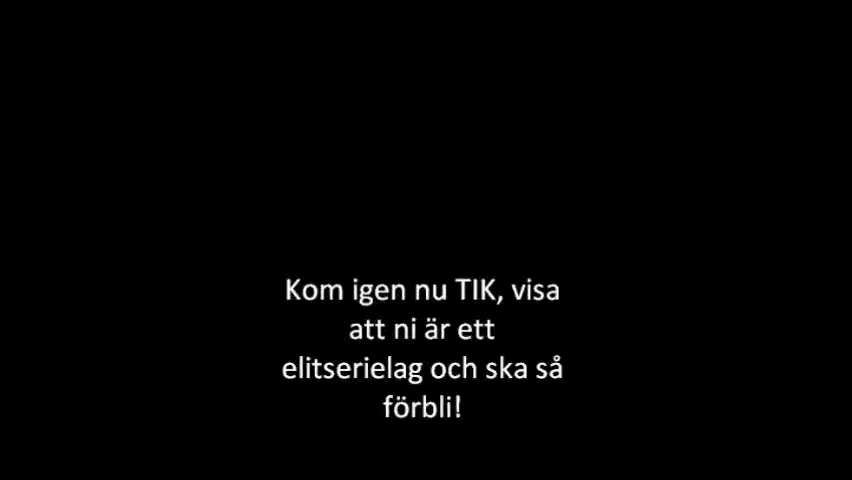 Kom igen nu TIK, visa
att ni är ett
elitserielag och ska så
förbli!